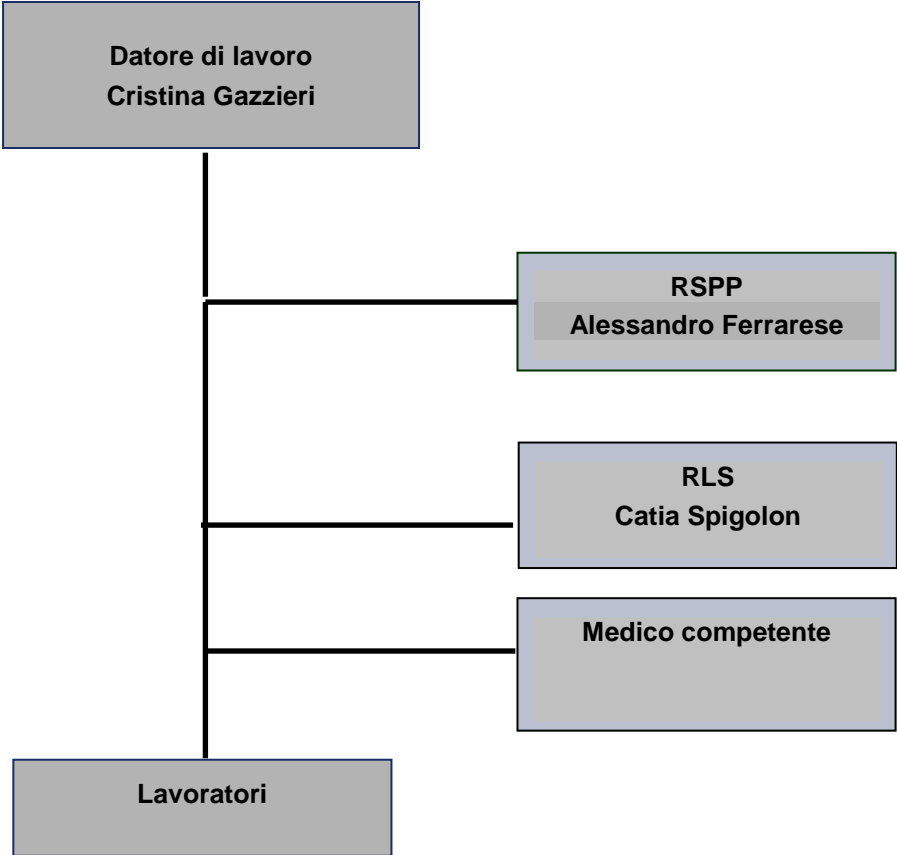 Datore di lavoro
Cristina Gazzieri
RSPP
Alessandro Ferrarese
RLS
Catia Spigolon
Medico competente
Lavoratori